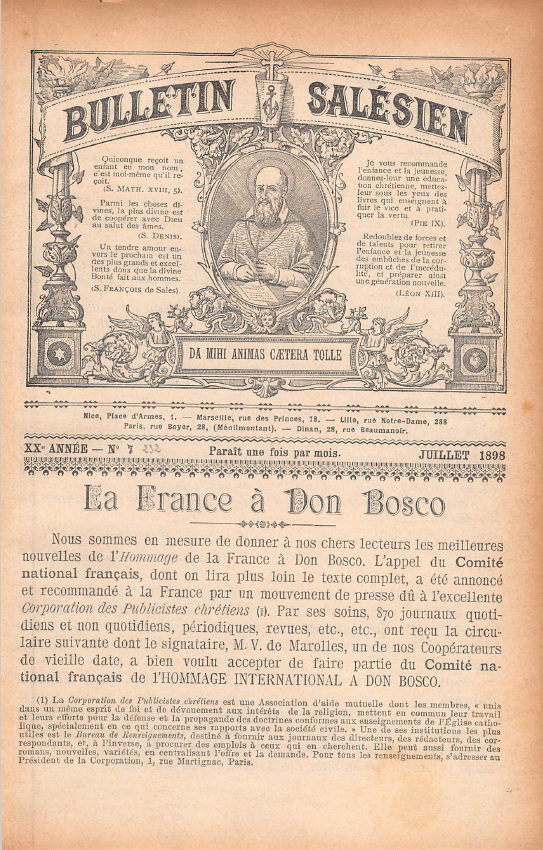 BULLETIN SALÉSIEN
Quiconque reçoit un
enfant en mon nom,
c'est moi-même qu'il re-
çoit.
(S. MATH. XVIII, 5).
Parmi les choses di-
vines, la plus divine est
de coopérer avec Dieu
au salut des âmes.
(S. DENIS).
Un tendre amour en-
vers le prochain est un
des plus grands et excel-
lents dons que la divine
Bonté fait aux hommes.
(S. FRANÇOIS de Sales).
Je vous recommande
l'enfance et la jeunesse,
donnez-leur une éduca-
tion chrétienne, mettez-
leur sous les yeux des
livres qui enseignent à
fuir le vice et à prati-
quer la vertu.
(PIE IX).
Redoublez de forces et
de talents pour retirer
l'enfance et la jeunesse
des embûches de la cor-
ruption et de l'incrédu-
lité, et préparer ainsi
une génération nouvelle.
(LÉON XIII).
DA MIHI ANIMAS CÆTERA TOLLE
Nice, Place d'Armes, 1. — Marseille, rue des Princes, 78. — Lille, rue Notre-Dame, 288
Paris, rue Boyer, 28, (Ménilmontant). — Dinan, 28, rue Beaumanoir.
XXe ANNÉE — No 7 232 Paraît une fois par mois. JUILLET 1898
La France à Don Bosco
Nous sommes en mesure de donner à nos chers lecteurs les meilleures
nouvelles de l'Hommage de la France à Don Bosco. L'appel du Comité
national français, dont on lira plus loin le texte complet, a été annoncé
et recommandé à la France par un mouvement de presse dû à l'excellente
Corporation des Publicistes chrétiens (1). Par ses soins, 870 journaux quoti-
diens et non quotidiens, périodiques, revues, etc., etc., ont reçu la circu-
laire suivante dont le signataire, M. V. de Marolles, un de nos Coopérateurs
de vieille date, a bien voulu accepter de faire partie du Comité na-
tional français de l'HOMMAGE INTERNATIONAL A DON BOSCO.
(1) La Corporation des Publicistes chrétiens est une Association d'aide mutuelle dont les membres, « unis
dans un même esprit de foi et de dévouement aux intérêts de la religion, mettent en commun leur travail
et leurs efforts pour la défense et la propagande des doctrines conformes aux enseignements de l'Église catho-
lique, spécialement en ce qui concerne ses rapports avec la société civile. » Une de ses institutions les plus
utiles est le Bureau de Renseignements, destiné à fournir aux journaux des directeurs, des rédacteurs, des cor-
respondants, et, à l'inverse, à procurer des emplois à ceux qui en cherchent. Elle peut aussi fournir des
romans, nouvelles, variétés, en centralisant l'offre et la demande. Pour tous les renseignements, s'adresser au
Président de la Corporation, 1, rue Martignac, Paris.